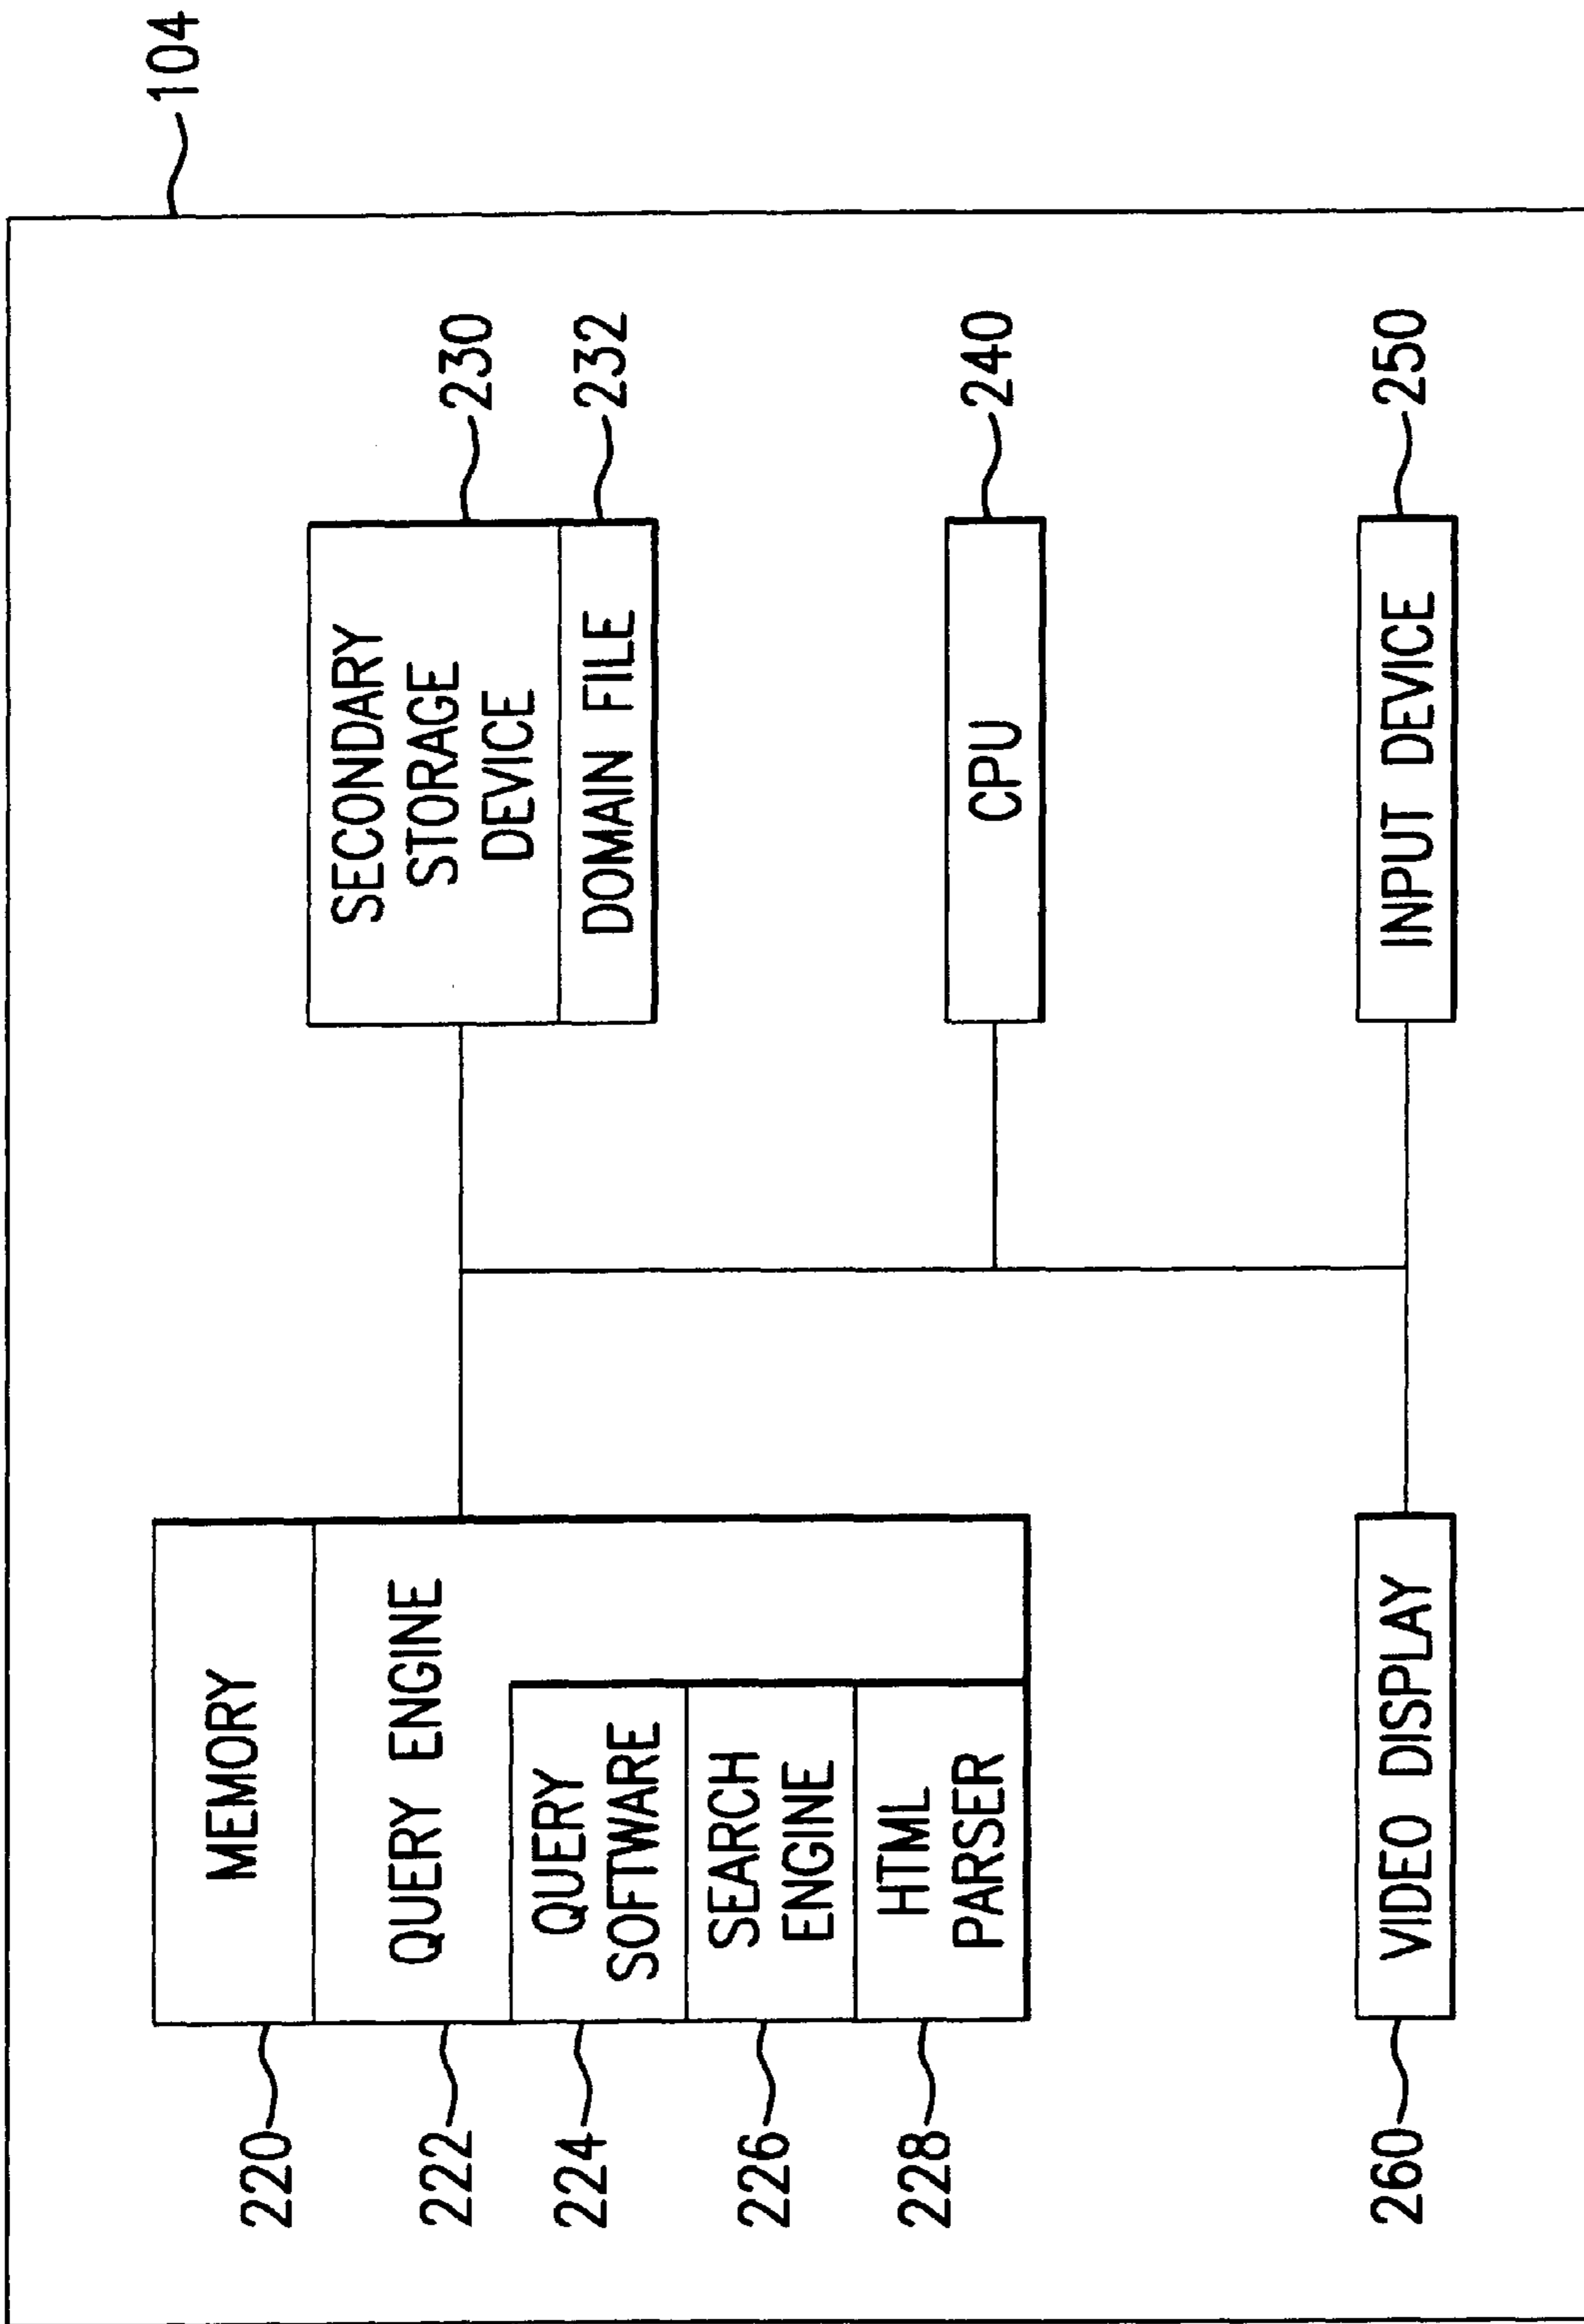 104
MEMORY
220
QUERY ENGINE
222
QUERY
SOFTWARE
224
SEARCH
ENGINE
226
HTML
PARSER
228
SECONDARY
STORAGE
DEVICE
230
DOMAIN FILE
232
CPU
240
VIDEO DISPLAY
260
INPUT DEVICE
250